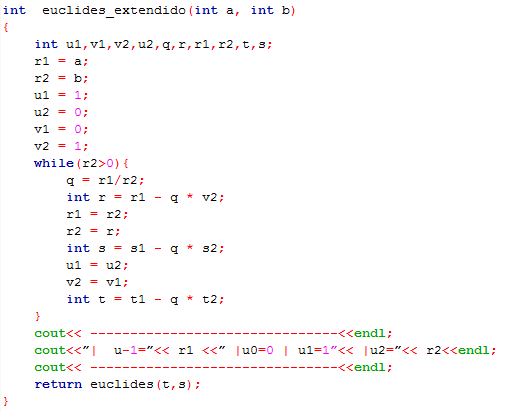 int  euclides_extendido(int a, int b)
{
    int u1,v1,v2,u2,q,r,r1,r2,t,s;
    r1 = a;
    r2 = b;
    u1 = 1;
    u2 = 0;
    v1 = 0;
    v2 = 1;
    while(r2>0){
        q = r1/r2;
        int r = r1 - q * v2;
        r1 = r2;
        r2 = r;
        int s = s1 - q * s2;
        u1 = u2;
        v2 = v1;
        int t = t1 - q * t2;
    }
    cout<< -------------------------------<<endl;
    cout<<”|  u-1=”<< r1 <<” |u0=0 | u1=1”<< |u2=”<< r2<<endl;
    cout<< -------------------------------<<endl;
    return euclides(t,s);
}